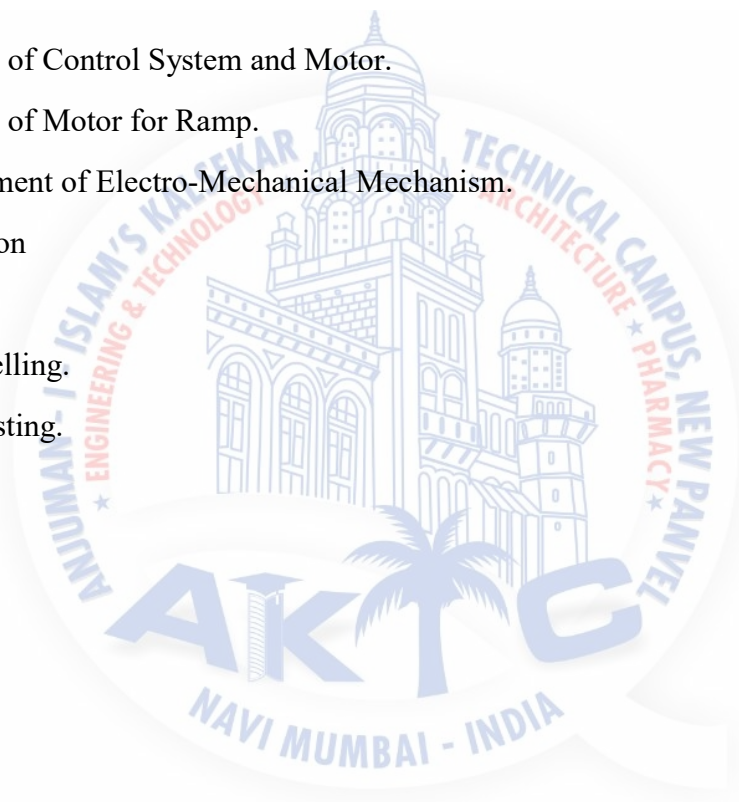 of Control System and Motor.
of Motor for Ramp.
ment of Electro-Mechanical Mechanism.
on
elling.
sting.
ANJUMAN - I - ISLAM'S KALSEKAR TECHNICAL CAMPUS, NEW PANVEL
★ ENGINEERING & TECHNOLOGY ★ ARCHITECTURE ★ PHARMACY ★
AKTC
NAVI MUMBAI - INDIA